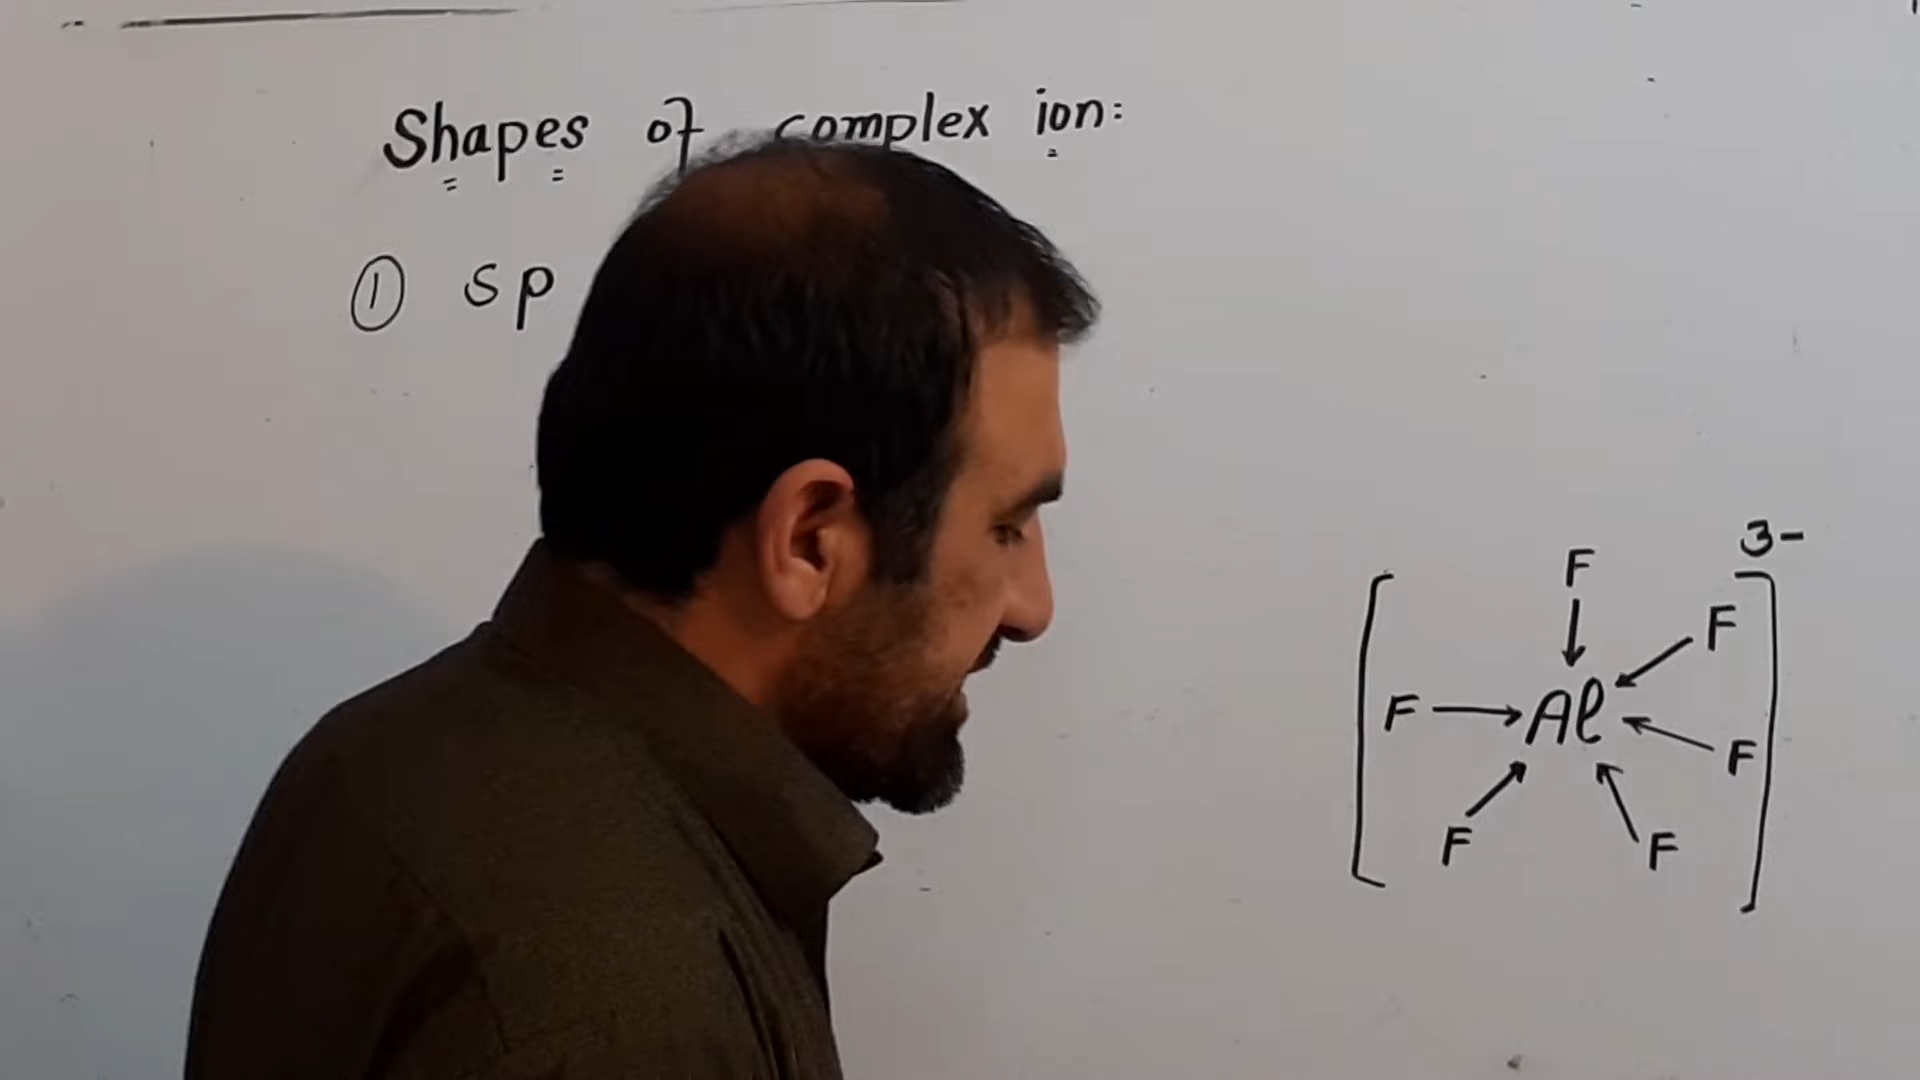 Shapes of complex ion:
① sp
3-
F
F
F Al
F
F F